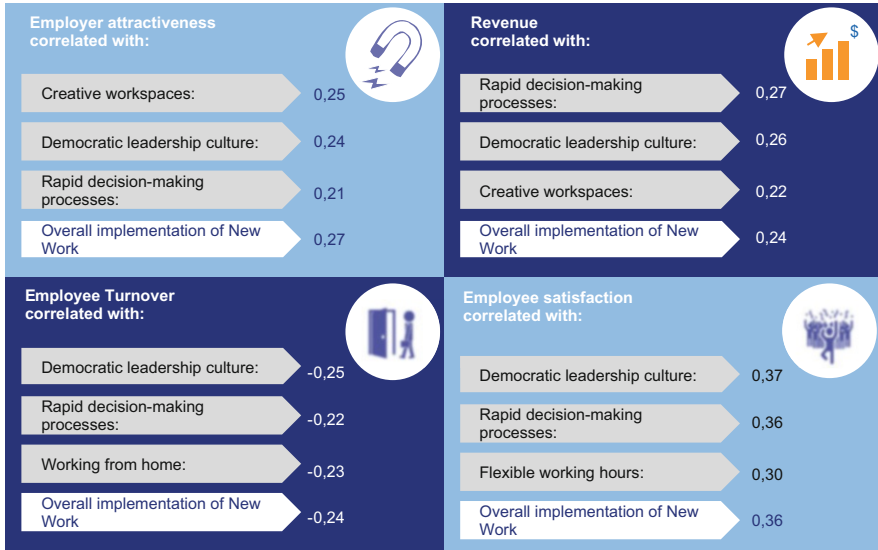 Employer attractiveness
correlated with:
Creative workspaces:
0,25
Democratic leadership culture:
0,24
Rapid decision-making
processes:
0,21
Overall implementation of New
Work
0,27
Revenue
correlated with:
$
Rapid decision-making
processes:
0,27
Democratic leadership culture:
0,26
Creative workspaces:
0,22
Overall implementation of New
Work
0,24
Employee Turnover
correlated with:
Democratic leadership culture:
-0,25
Rapid decision-making
processes:
-0,22
Working from home:
-0,23
Overall implementation of New
Work
-0,24
Employee satisfaction
correlated with:
Democratic leadership culture:
0,37
Rapid decision-making
processes:
0,36
Flexible working hours:
0,30
Overall implementation of New
Work
0,36